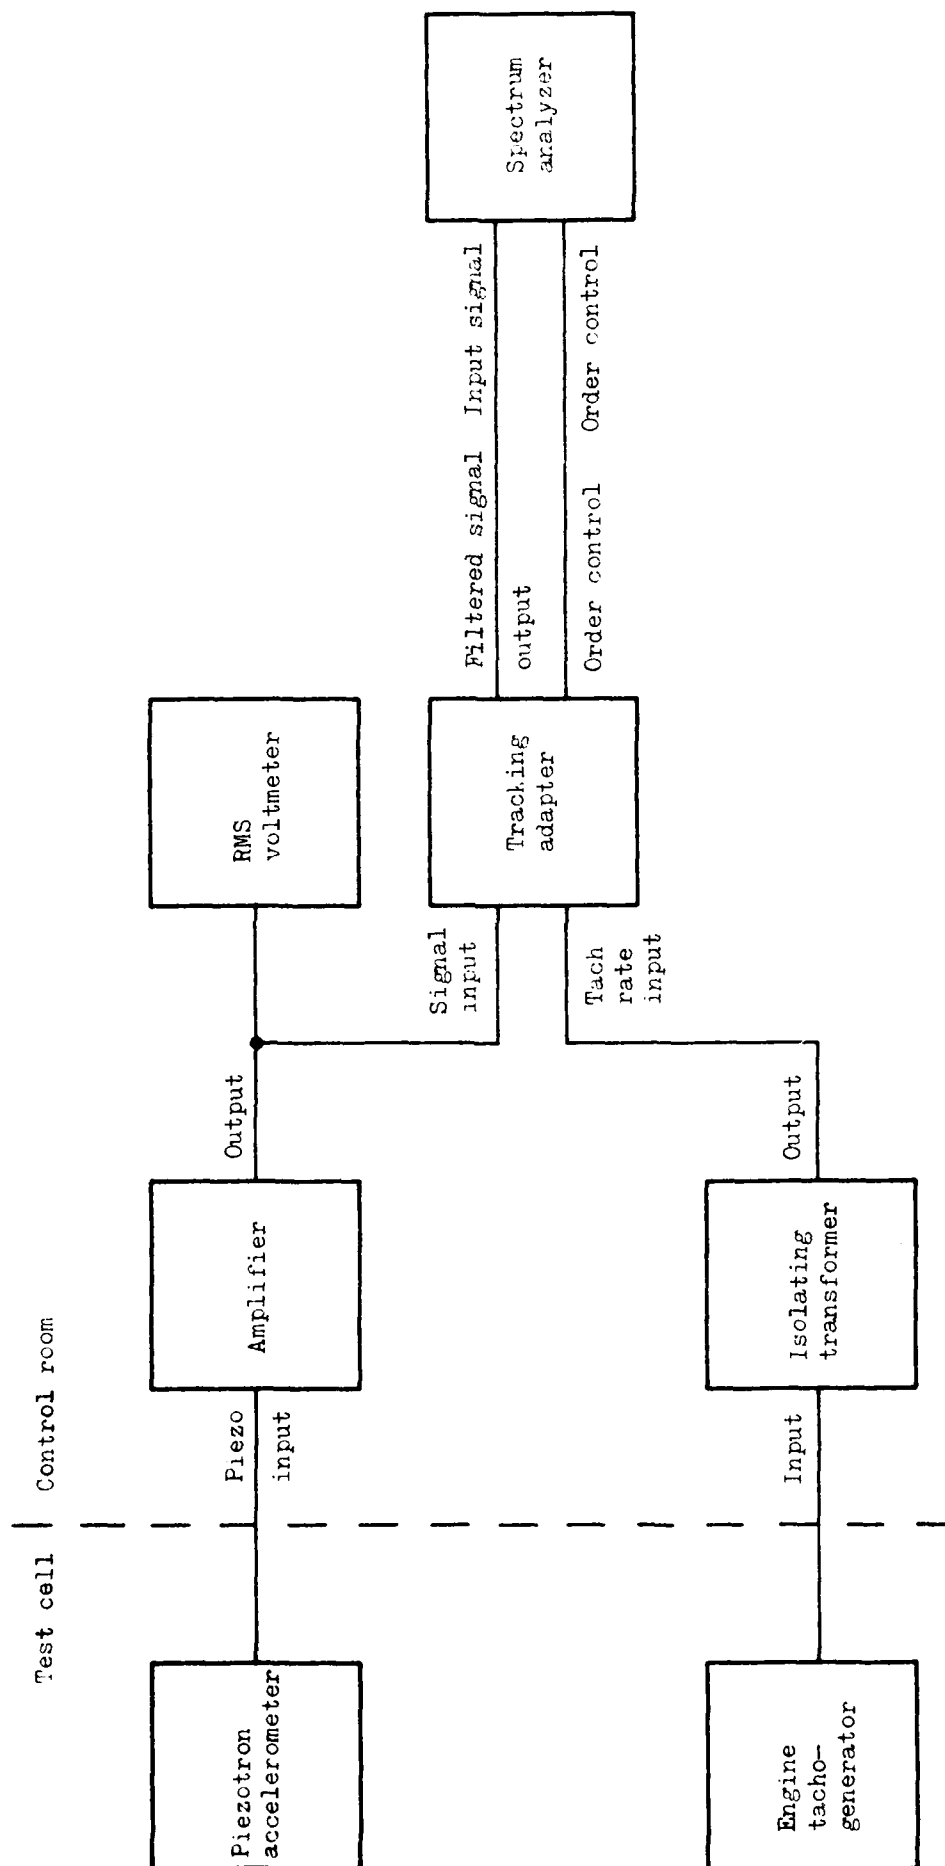 Test cell
Control room
Piezotron
accelerometer
Piezo
input
Amplifier
Output
RMS
voltmeter
Signal
input
Tach
rate
input
Tracking
adapter
Filtered signal
output
Input signal
Order control
Order control
Spectrum
analyzer
Engine
tacho-
generator
Input
Isolating
transformer
Output